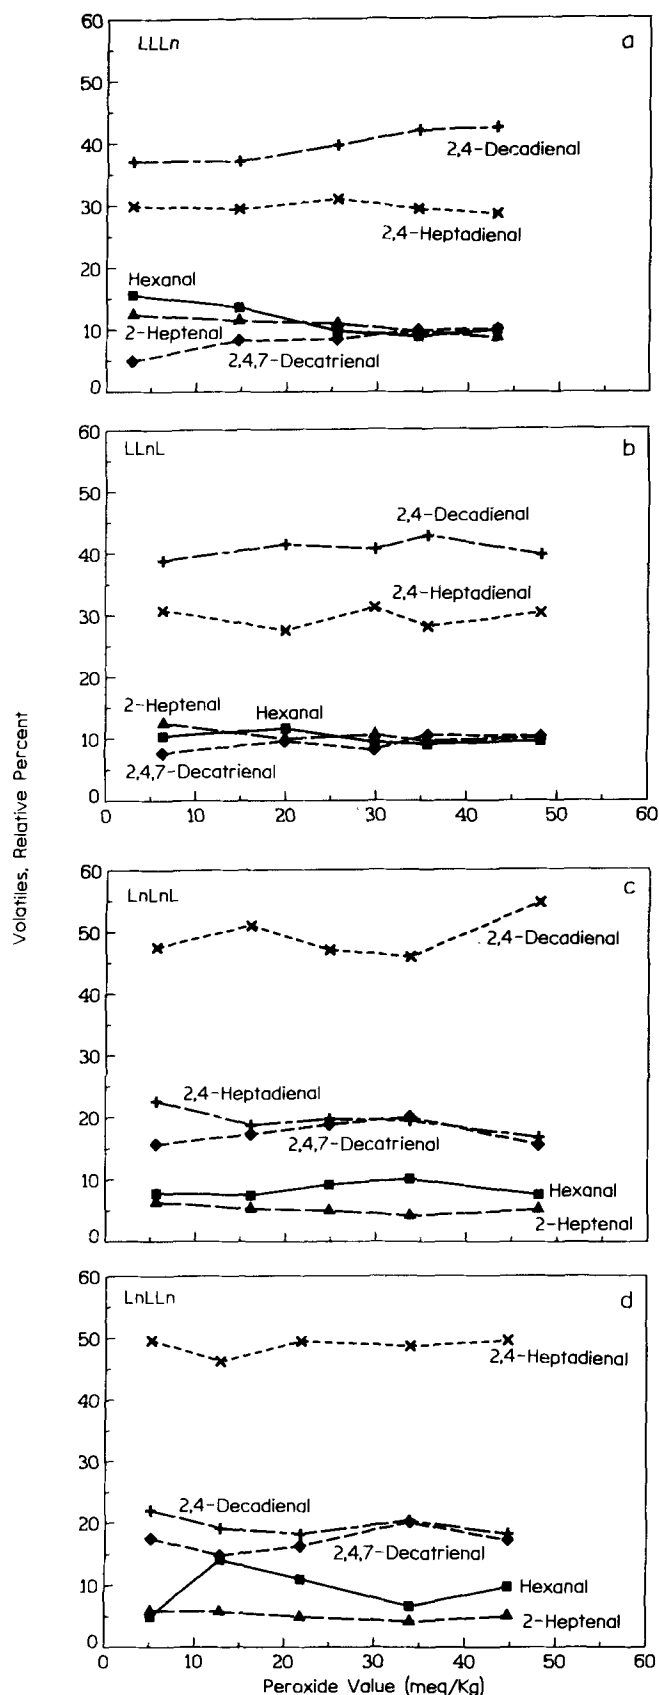 Volatiles, Relative Percent
60
LLLn
a
50
40
2,4-Decadienal
30
2,4-Heptadienal
20
Hexanal
10
2-Heptenal
2,4,7-Decatrienal
0
60
LLnL
b
50
2,4-Decadienal
40
2,4-Heptadienal
30
20
2-Heptenal
Hexanal
10
2,4,7-Decatrienal
0
0 10 20 30 40 50 60
60
LnLnL
c
50
2,4-Decadienal
40
30
2,4-Heptadienal
20
2,4,7-Decatrienal
10
Hexanal
2-Heptenal
0
60
LnLLn
d
50
2,4-Heptadienal
40
30
2,4-Decadienal
20
2,4,7-Decatrienal
10
Hexanal
2-Heptenal
0
0 10 20 30 40 50 60
Peroxide Value (meq/Kg)